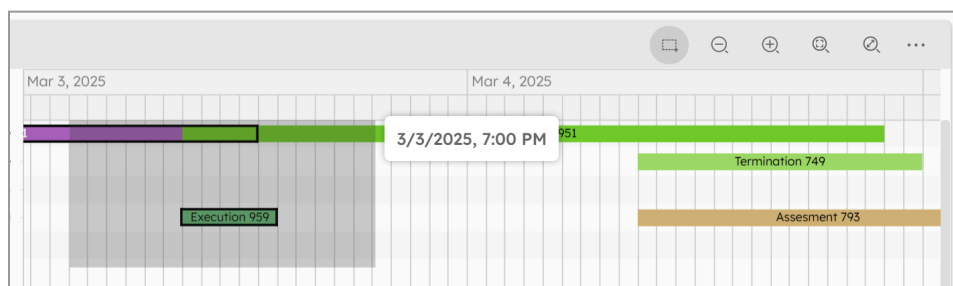 Mar 3, 2025
Mar 4, 2025
3/3/2025, 7:00 PM
951
Termination 749
Execution 959
Assesment 793